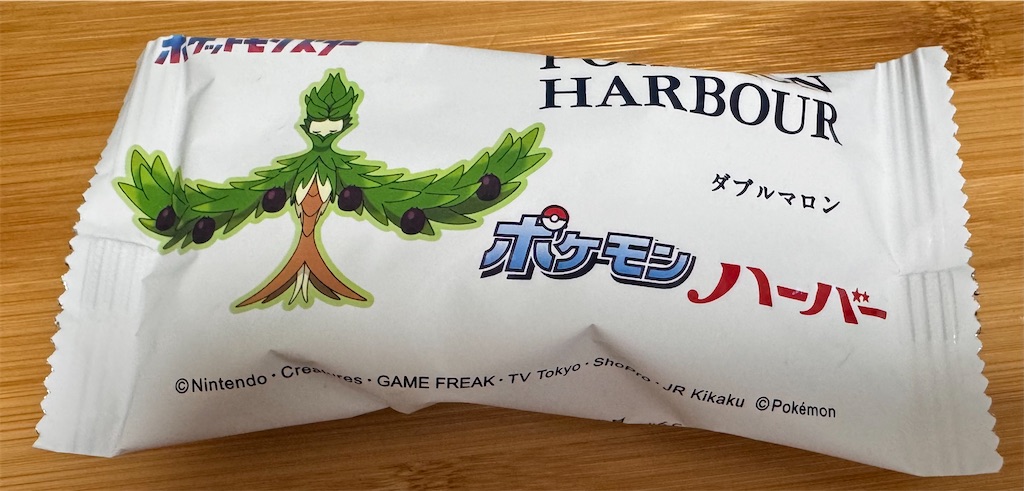 ポケットモンスター
HARBOUR
ダブルマロン
ポケモン ハーバー
©Nintendo・Creatures・GAME FREAK・TV Tokyo・ShoPro・JR Kikaku ©Pokémon